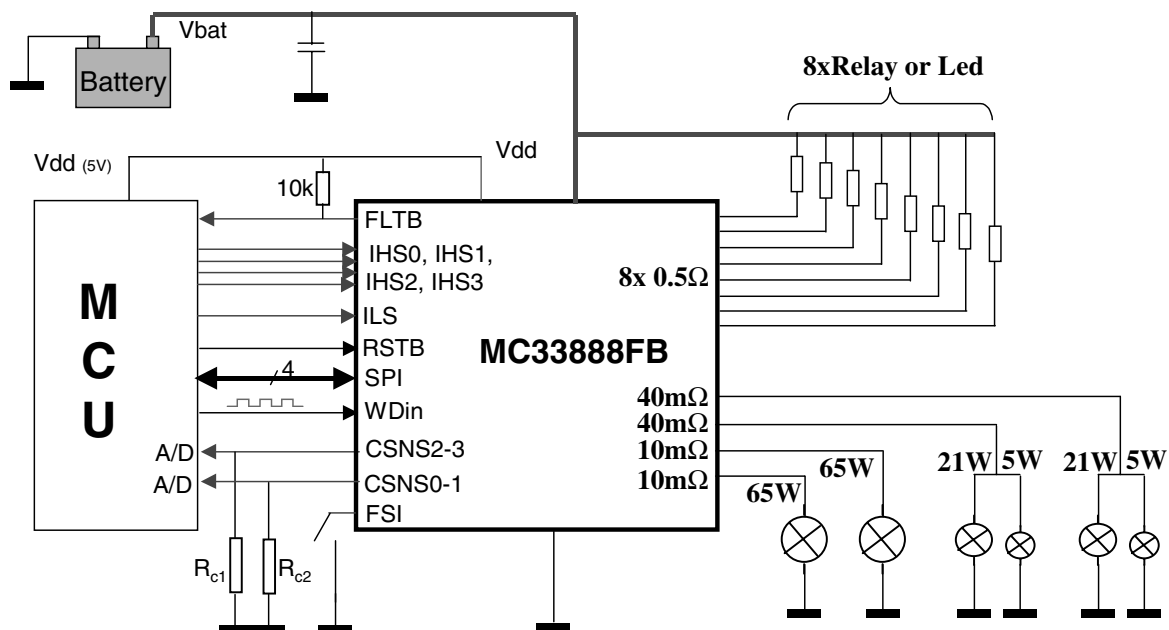 Vbat
Battery
8xRelay or Led
Vdd (5V)
Vdd
10k
FLTB
IHS0, IHS1,
IHS2, IHS3
8x 0.5Ω
ILS
M
C
U
MC33888FB
RSTB
4
SPI
WDin
40mΩ
40mΩ
10mΩ
10mΩ
A/D
CSNS2-3
A/D
CSNS0-1
FSI
65W
65W
21W
5W
21W
5W
Rc1
Rc2